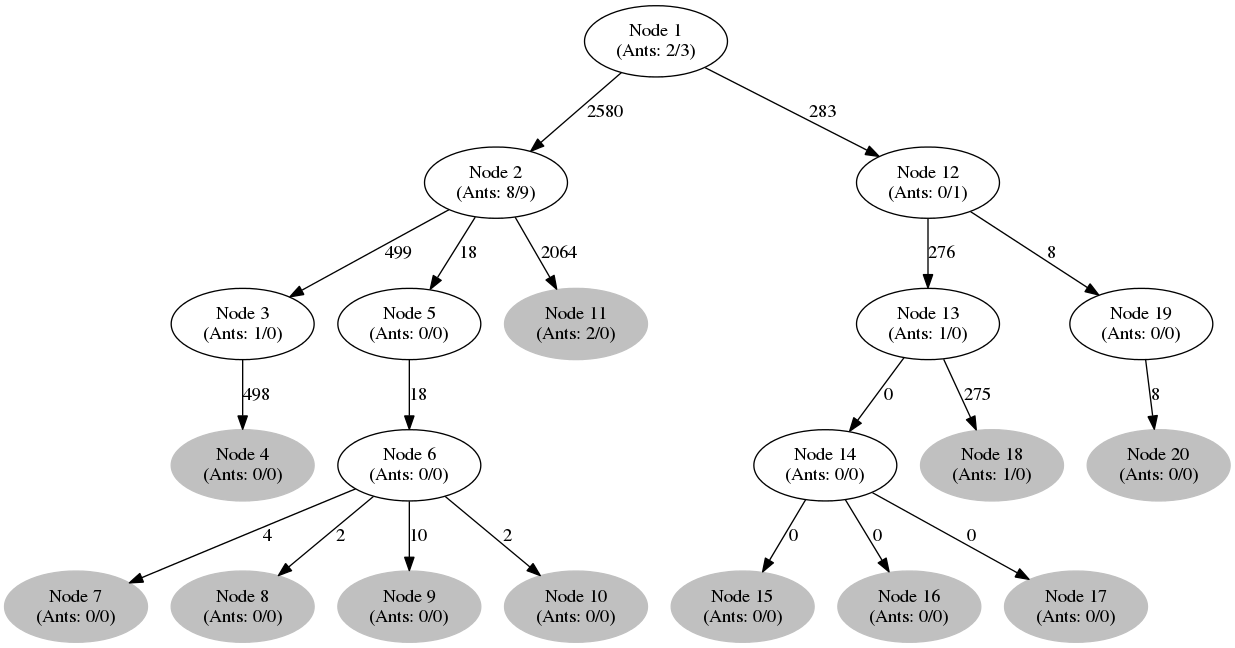 Node 1
(Ants: 2/3)
2580
283
Node 2
(Ants: 8/9)
Node 12
(Ants: 0/1)
499
18
2064
276
8
Node 3
(Ants: 1/0)
Node 5
(Ants: 0/0)
Node 11
(Ants: 2/0)
Node 13
(Ants: 1/0)
Node 19
(Ants: 0/0)
498
18
0
275
8
Node 4
(Ants: 0/0)
Node 6
(Ants: 0/0)
Node 14
(Ants: 0/0)
Node 18
(Ants: 1/0)
Node 20
(Ants: 0/0)
4
2
10
2
0
0
0
Node 7
(Ants: 0/0)
Node 8
(Ants: 0/0)
Node 9
(Ants: 0/0)
Node 10
(Ants: 0/0)
Node 15
(Ants: 0/0)
Node 16
(Ants: 0/0)
Node 17
(Ants: 0/0)